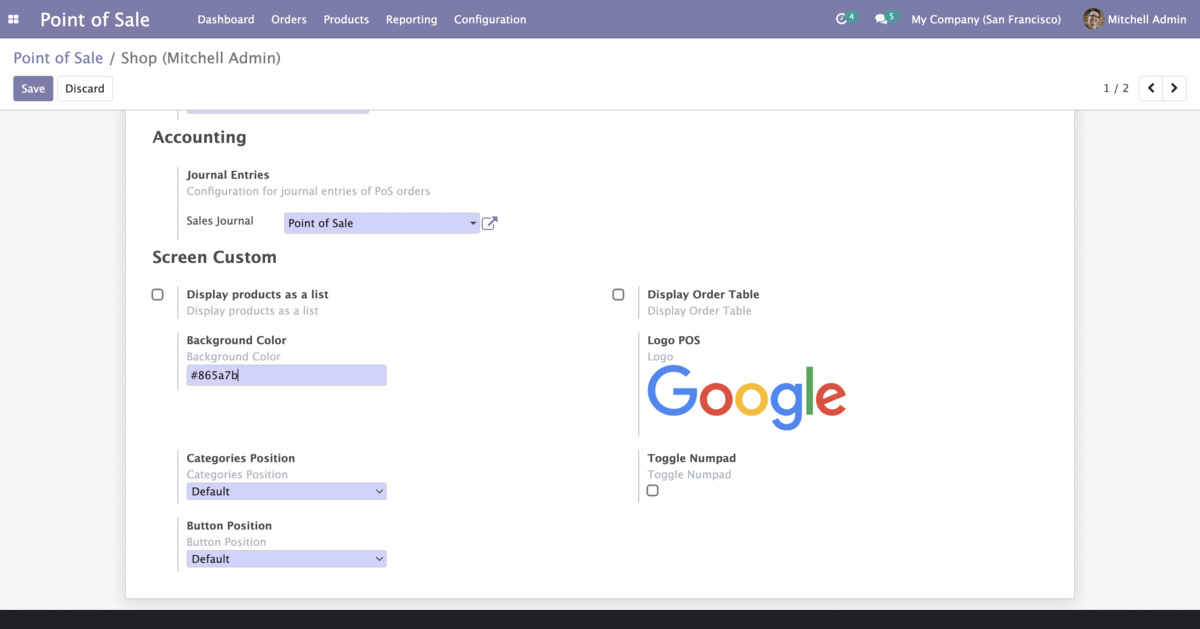 Point of Sale Dashboard Orders Products Reporting Configuration 4 5 My Company (San Francisco) Mitchell Admin
Point of Sale / Shop (Mitchell Admin)
Save Discard 1 / 2
Accounting
Journal Entries
Configuration for journal entries of PoS orders
Sales Journal Point of Sale
Screen Custom
Display products as a list Display Order Table
Display products as a list Display Order Table
Background Color Logo POS
Background Color Logo
#865a7b
Google
Categories Position Toggle Numpad
Categories Position Toggle Numpad
Default
Button Position
Button Position
Default